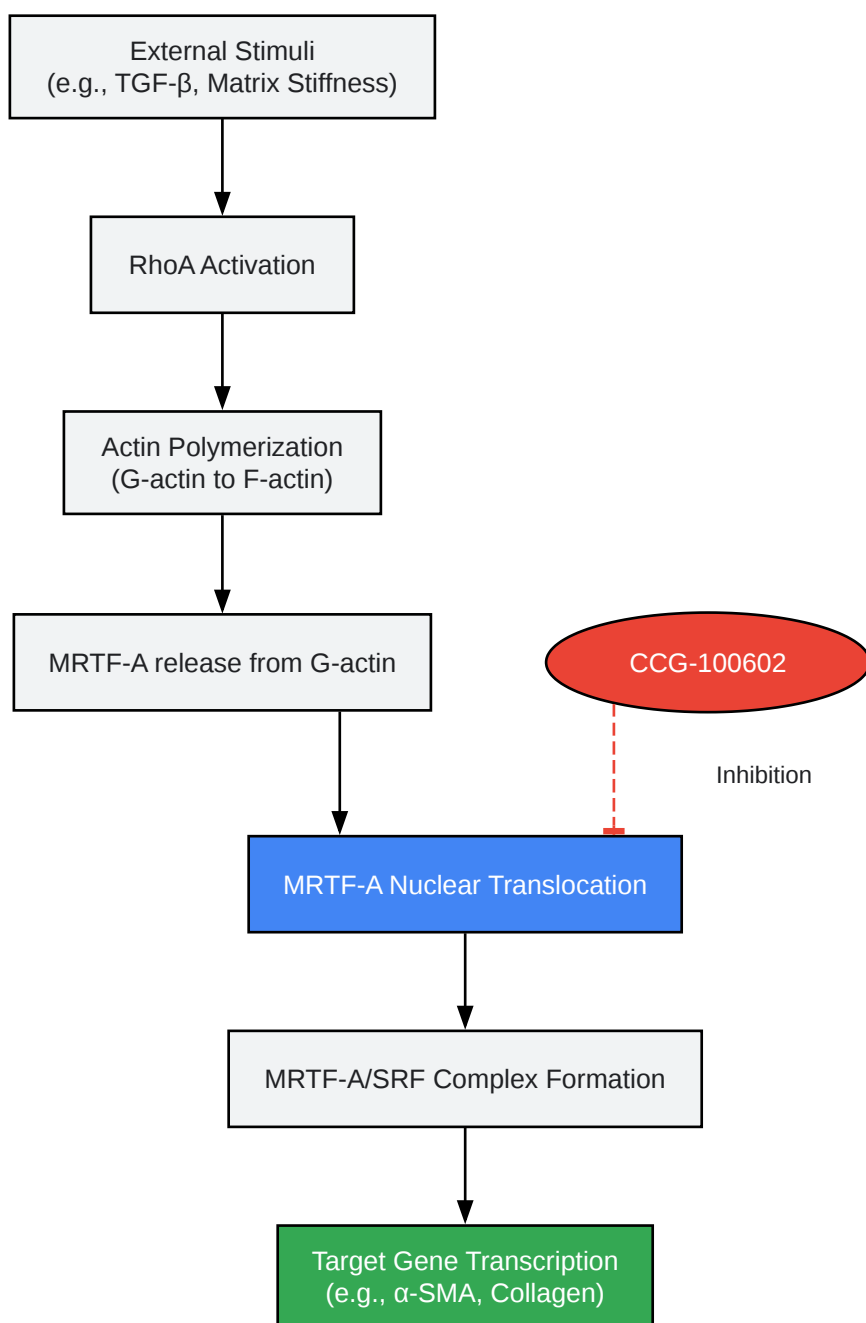 External Stimuli
(e.g., TGF-β, Matrix Stiffness)
RhoA Activation
Actin Polymerization
(G-actin to F-actin)
MRTF-A release from G-actin
CCG-100602
Inhibition
MRTF-A Nuclear Translocation
MRTF-A/SRF Complex Formation
Target Gene Transcription
(e.g., α-SMA, Collagen)